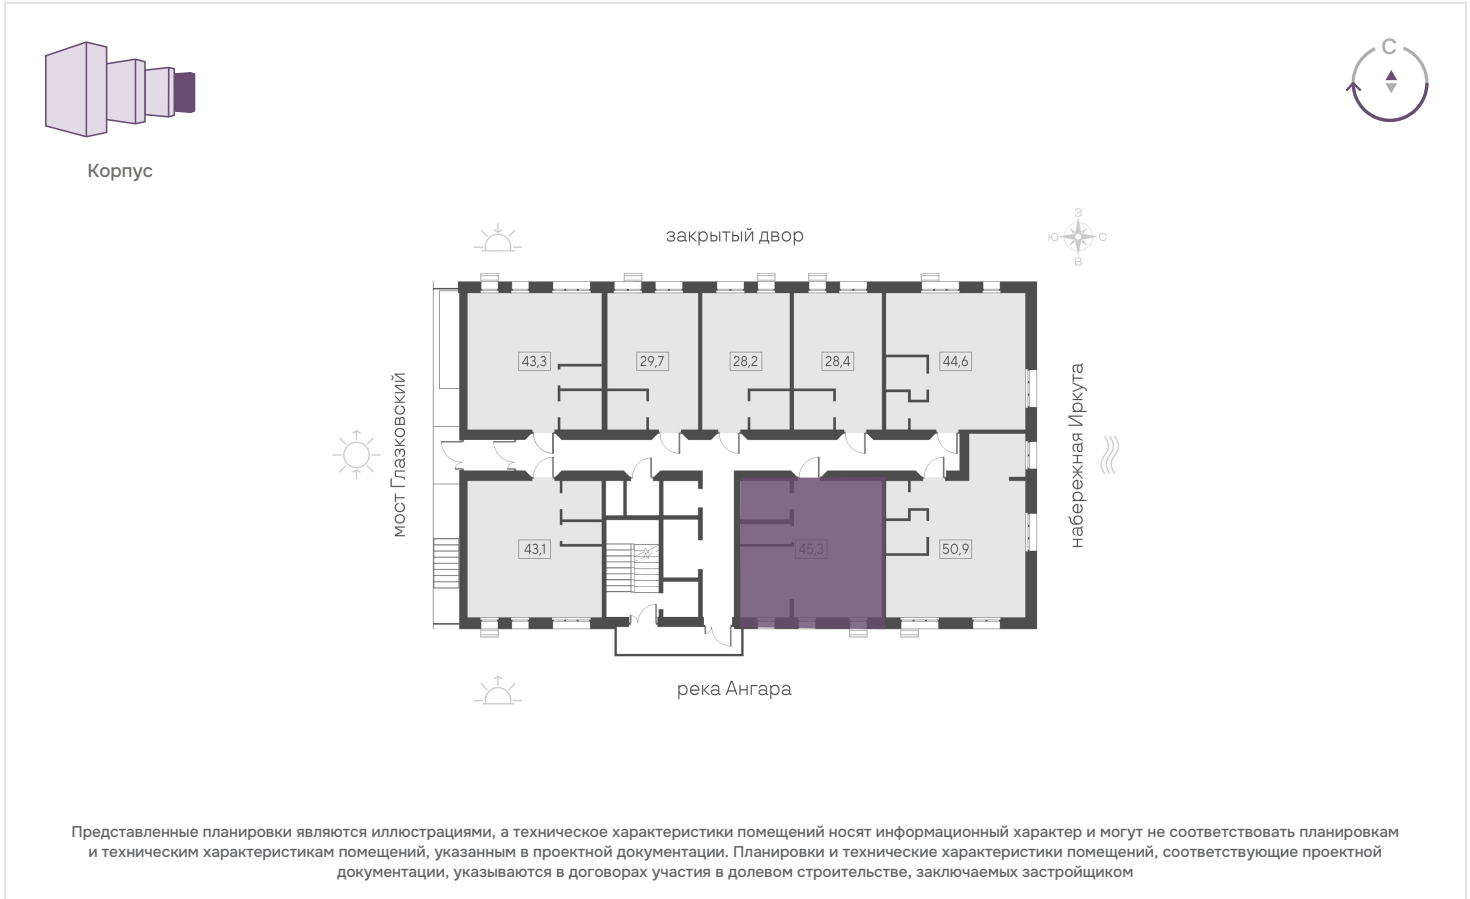 С
Корпус
закрытый двор
З
Ю
С
В
43,3
29,7
28,2
28,4
44,6
мост Глазковский
набережная Иркута
43,1
45,3
50,9
река Ангара
Представленные планировки являются иллюстрациями, а техническое характеристики помещений носят информационный характер и могут не соответствовать планировкам
и техническим характеристикам помещений, указанным в проектной документации. Планировки и технические характеристики помещений, соответствующие проектной
документации, указываются в договорах участия в долевом строительстве, заключаемых застройщиком